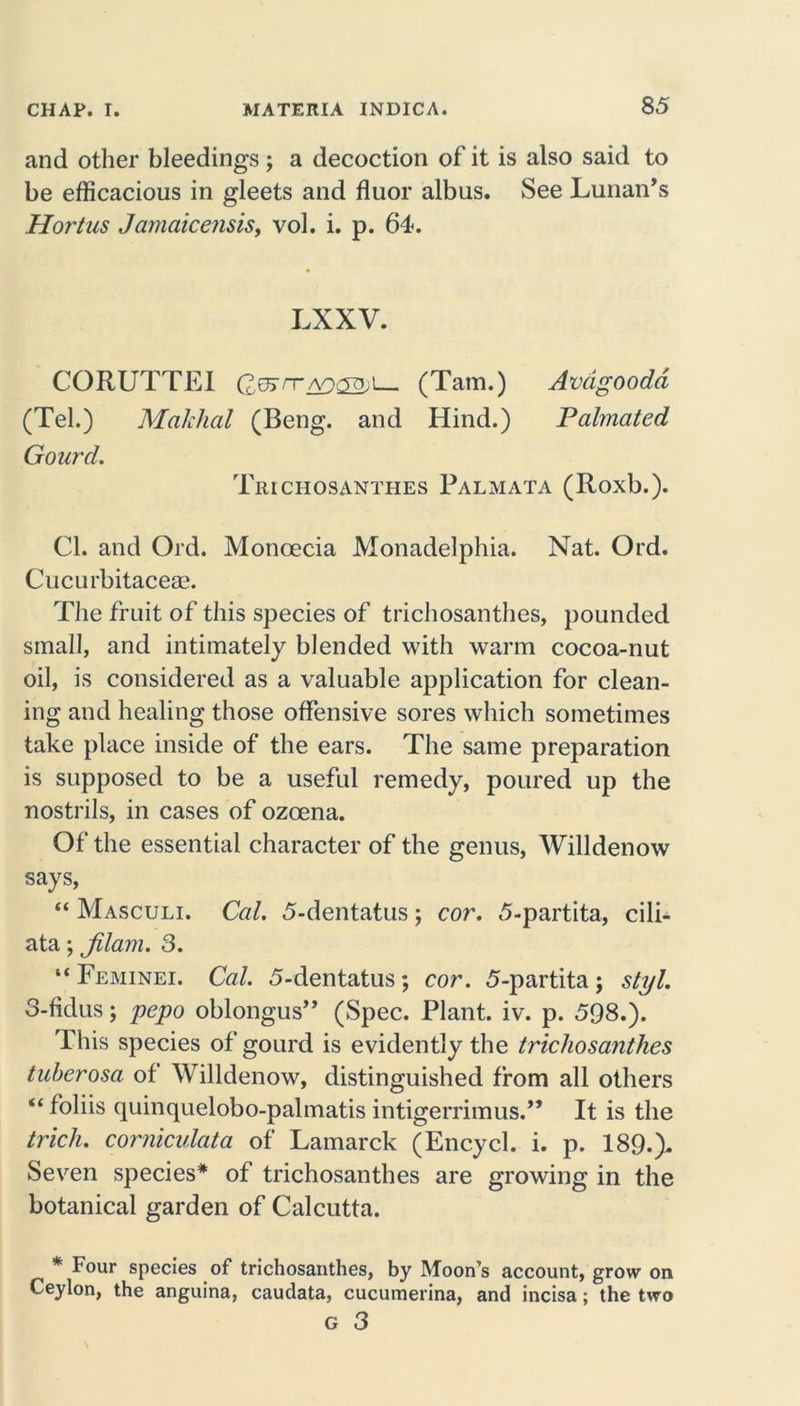 CHAP. I. MATERIA INDICA. 85
and other bleedings; a decoction of it is also said to
be efficacious in gleets and fluor albus. See Lunan's
Hortus Jamaicensis, vol. i. p. 64.
LXXV.
CORUTTEI (Tam.) Avāgoodā
(Tel.) Makhal (Beng. and Hind.) Palmated
Gourd.
TRICHOSANTHES PALMATA (Roxb.).
Cl. and Ord. Monœcia Monadelphia. Nat. Ord.
Cucurbitaceæ.
The fruit of this species of trichosanthes, pounded
small, and intimately blended with warm cocoa-nut
oil, is considered as a valuable application for clean-
ing and healing those offensive sores which sometimes
take place inside of the ears. The same preparation
is supposed to be a useful remedy, poured up the
nostrils, in cases of ozœna.
Of the essential character of the genus, Willdenow
says,
“ MASCULI. Cal. 5-dentatus; cor. 5-partita, cili-
ata; filam. 3.
“ FEMINEI. Cal. 5-dentatus; cor. 5-partita; styl.
3-fidus; pepo oblongus” (Spec. Plant. iv. p. 598.).
This species of gourd is evidently the trichosanthes
tuberosa of Willdenow, distinguished from all others
“ foliis quinquelobo-palmatis intigerrimus.” It is the
trich. corniculata of Lamarck (Encycl. i. p. 189.).
Seven species* of trichosanthes are growing in the
botanical garden of Calcutta.
* Four species of trichosanthes, by Moon's account, grow on
Ceylon, the anguina, caudata, cucumerina, and incisa; the two
G 3